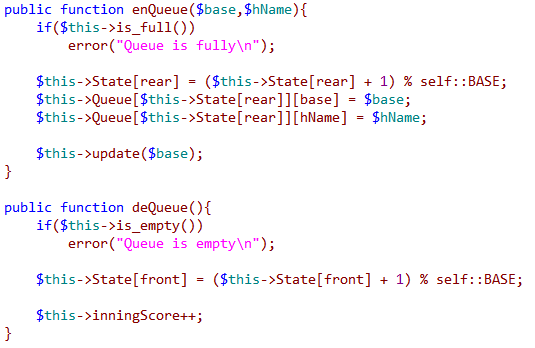 public function enQueue($base,$hName){
    if($this->is_full())
        error("Queue is fully\n");

    $this->State[rear] = ($this->State[rear] + 1) % self::BASE;
    $this->Queue[$this->State[rear]][base] = $base;
    $this->Queue[$this->State[rear]][hName] = $hName;

    $this->update($base);
}

public function deQueue(){
    if($this->is_empty())
        error("Queue is empty\n");

    $this->State[front] = ($this->State[front] + 1) % self::BASE;

    $this->inningScore++;
}